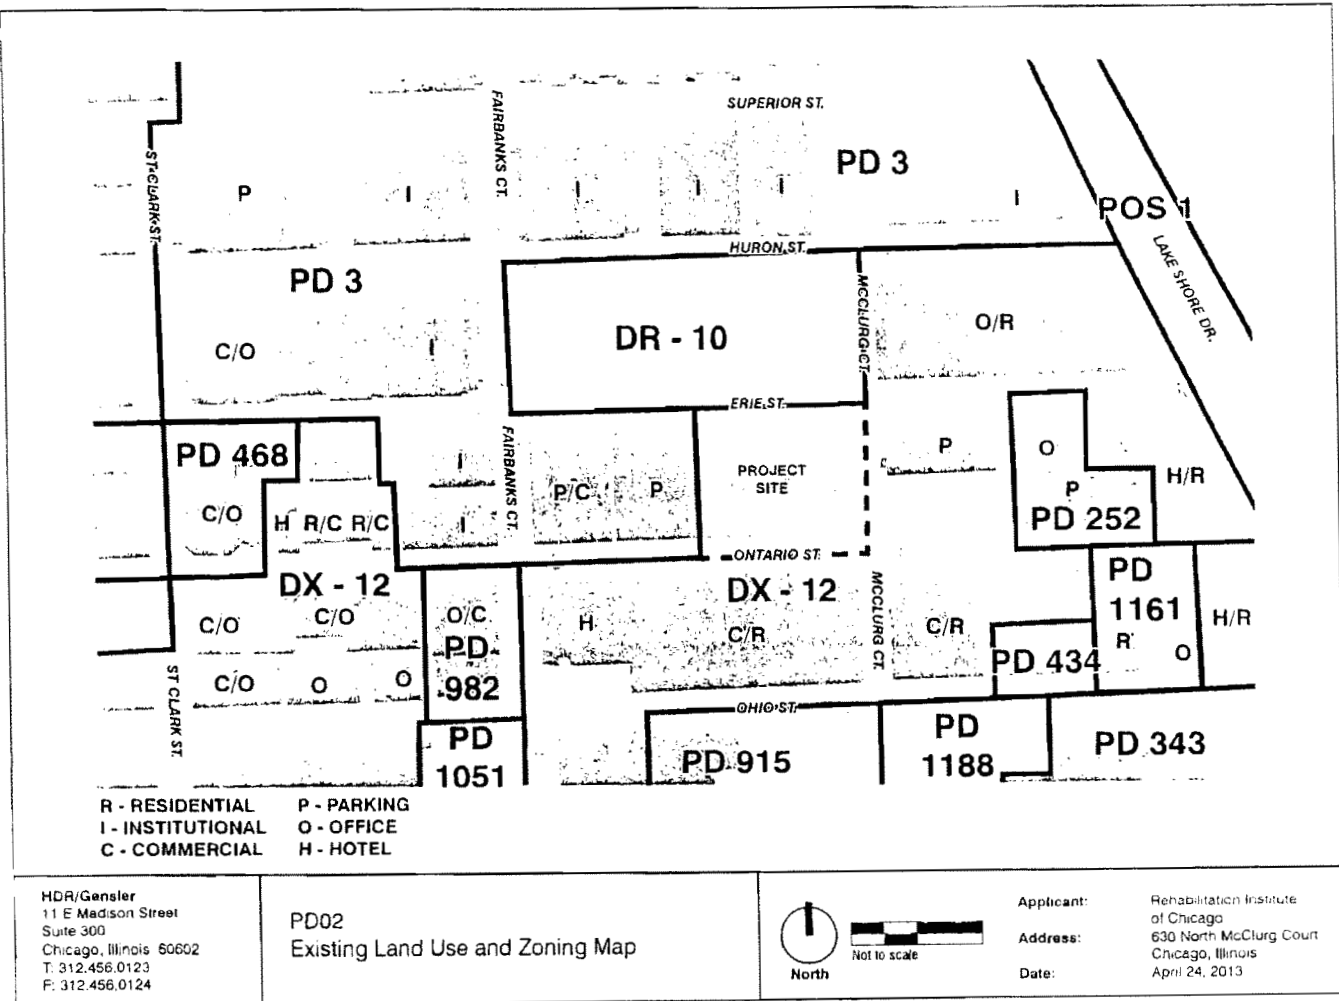 SUPERIOR ST.
FAIRBANKS CT.
PD 3
ST•CLARK•ST.
P
I
I
I
I
I
POS 1
HURON ST.
LAKE SHORE DR.
PD 3
MCCLURG•CT.
DR - 10
O/R
C/O
I
ERIE•ST.
PD 468
FAIRBANKS CT.
I
PROJECT
SITE
P
O
H/R
P/C
P
P
C/O
H R/C R/C
I
PD 252
ONTARIO ST.
DX - 12
DX - 12
PD
1161
MCCLURG CT.
C/O
C/O
O/C
H
C/R
C/R
H/R
PD
982
R
O
PD 434
C/O
O
O
ST CLARK ST.
OHIO•ST.
PD
1051
PD 915
PD
1188
PD 343
R - RESIDENTIAL
P - PARKING
I - INSTITUTIONAL
O - OFFICE
C - COMMERCIAL
H - HOTEL
HDR/Gensler
11 E Madison Street
Suite 300
Chicago, Illinois 60602
T: 312.456.0123
F: 312.456.0124
PD02
Existing Land Use and Zoning Map
North
Not to scale
Applicant: Rehabilitation Institute
of Chicago
Address: 630 North McClurg Court
Chicago, Illinois
Date: April 24, 2013